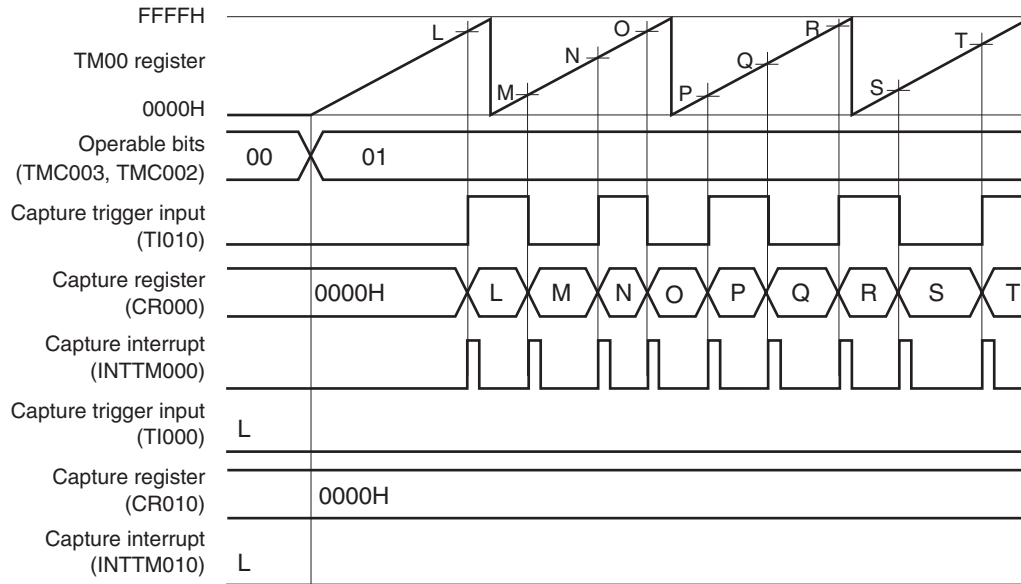 FFFFH
TM00 register
0000H
L
M
N
O
P
Q
R
S
T
Operable bits
(TMC003, TMC002)
00
01
Capture trigger input
(TI010)
Capture register
(CR000)
0000H
L
M
N
O
P
Q
R
S
T
Capture interrupt
(INTTM000)
Capture trigger input
(TI000)
L
Capture register
(CR010)
0000H
Capture interrupt
(INTTM010)
L